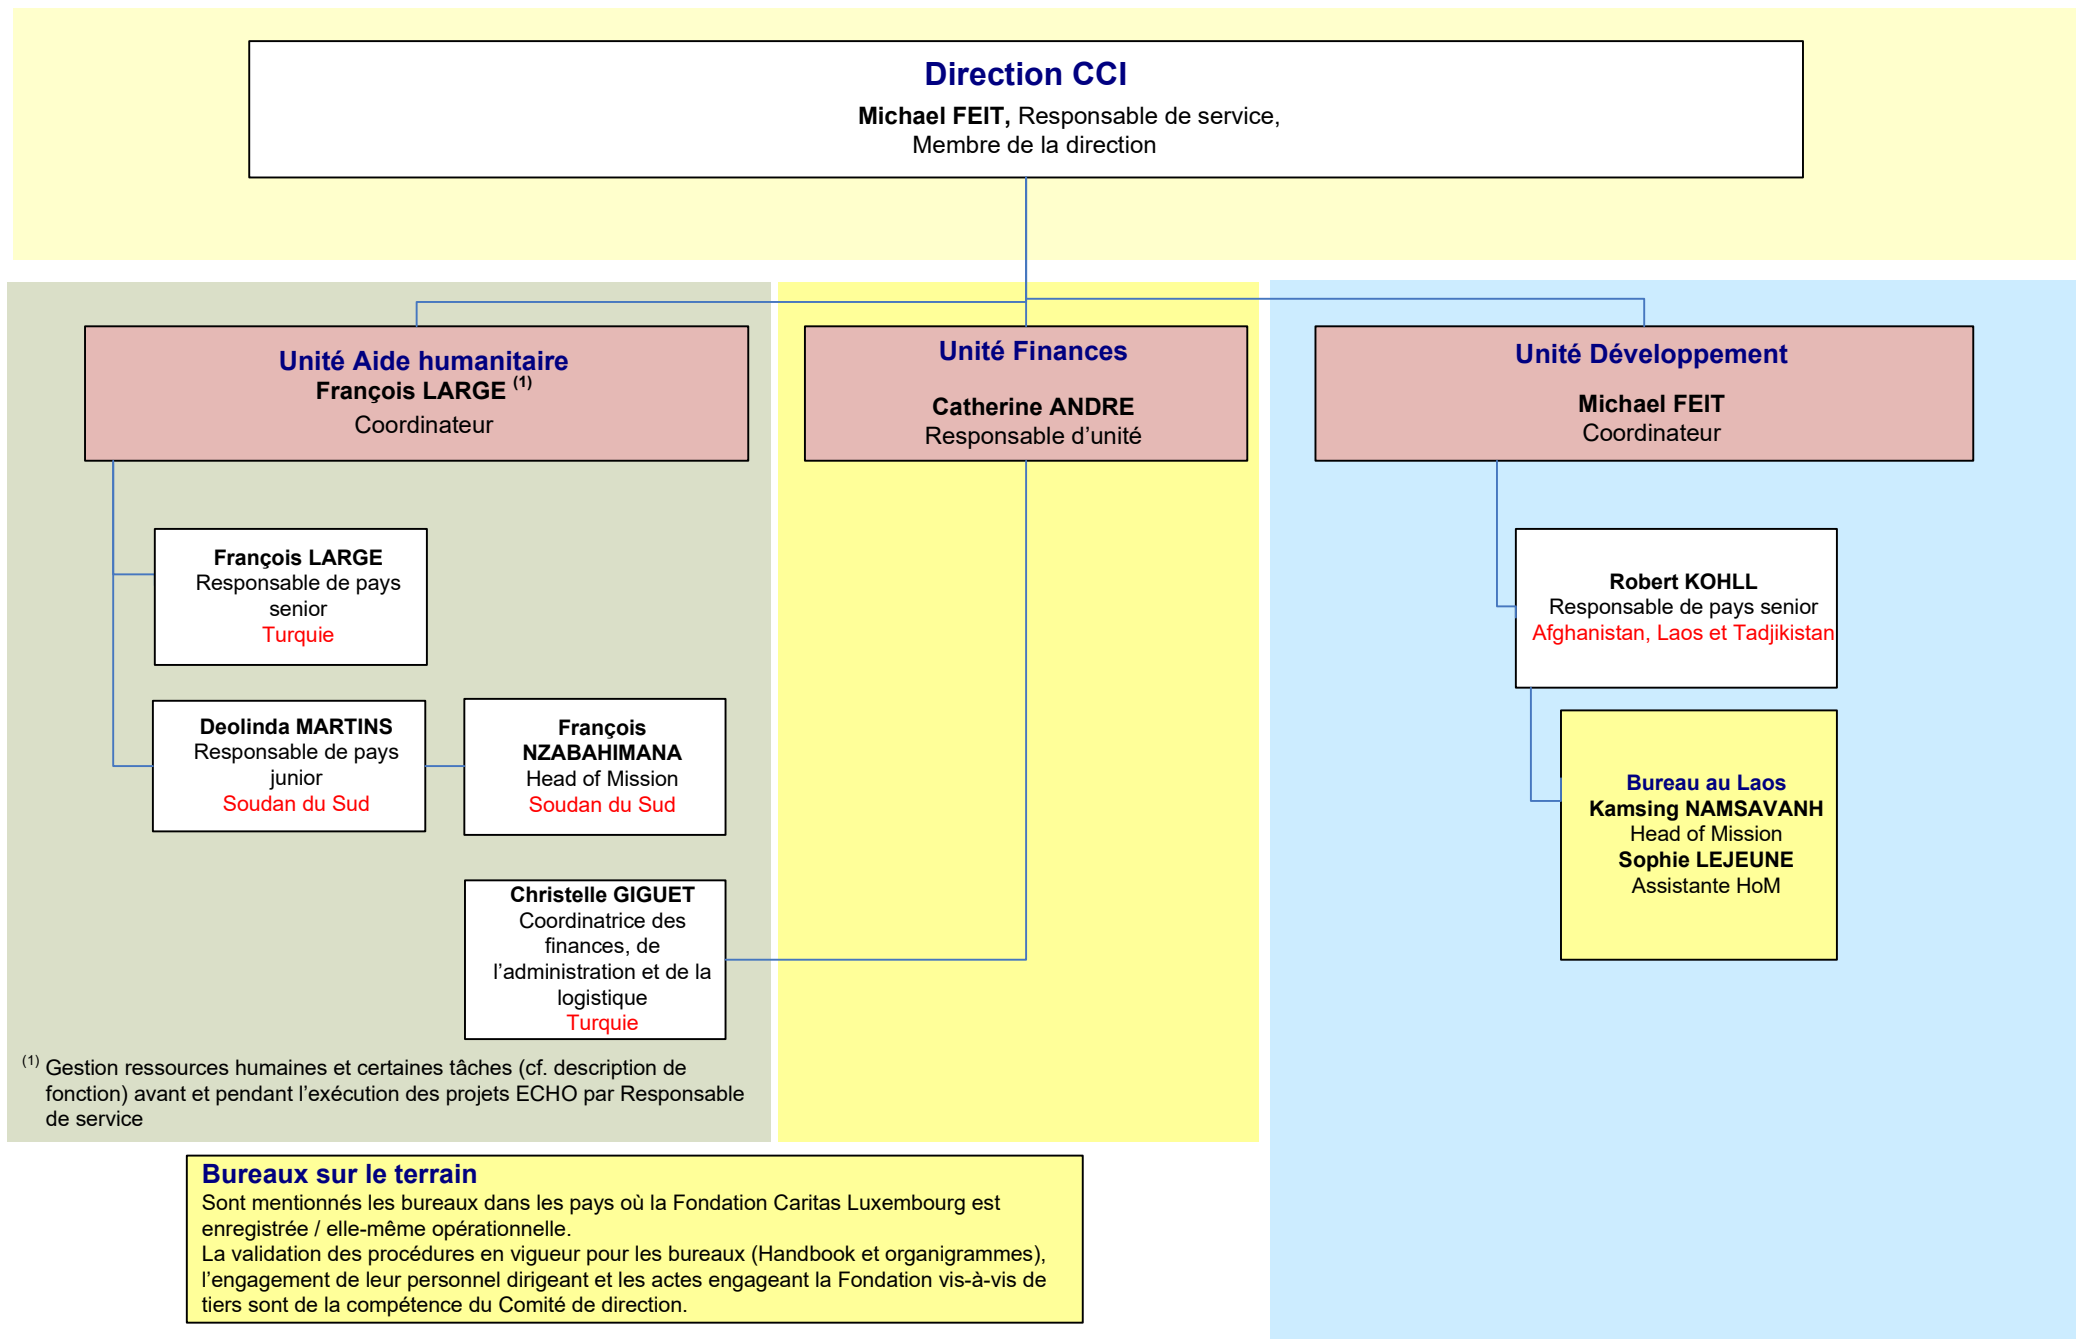 Direction CCI
Michael FEIT, Responsable de service,
Membre de la direction
Unité Aide humanitaire
François LARGE (1)
Coordinateur
Unité Finances
Catherine ANDRE
Responsable d’unité
Unité Développement
Michael FEIT
Coordinateur
François LARGE
Responsable de pays
senior
Turquie
Deolinda MARTINS
Responsable de pays
junior
Soudan du Sud
François
NZABAHIMANA
Head of Mission
Soudan du Sud
Christelle GIGUET
Coordinatrice des
finances, de
l’administration et de la
logistique
Turquie
Robert KOHLL
Responsable de pays senior
Afghanistan, Laos et Tadjikistan
Bureau au Laos
Kamsing NAMSAVANH
Head of Mission
Sophie LEJEUNE
Assistante HoM
(1) Gestion ressources humaines et certaines tâches (cf. description de
fonction) avant et pendant l’exécution des projets ECHO par Responsable
de service
Bureaux sur le terrain
Sont mentionnés les bureaux dans les pays où la Fondation Caritas Luxembourg est
enregistrée / elle-même opérationnelle.
La validation des procédures en vigueur pour les bureaux (Handbook et organigrammes),
l’engagement de leur personnel dirigeant et les actes engageant la Fondation vis-à-vis de
tiers sont de la compétence du Comité de direction.